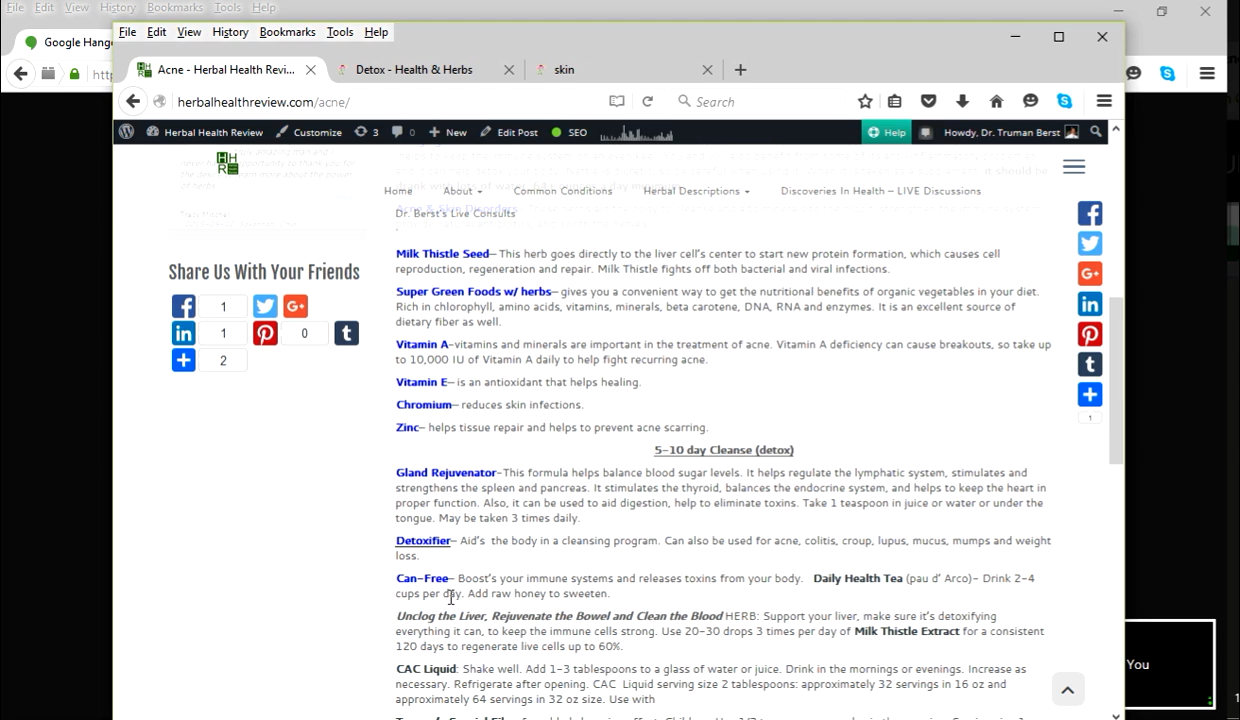 File Edit View History Bookmarks Tools Help
Google Hang
http
File Edit View History Bookmarks Tools Help
Acne - Herbal Health Revi...
Detox - Health & Herbs
skin
herbalhealthreview.com/acne/
Search
Herbal Health Review Customize 3 0 New Edit Post SEO
Help Howdy, Dr. Truman Berst
HHR
Home About Common Conditions Herbal Descriptions Discoveries In Health – LIVE Discussions
Dr. Berst's Live Consults
Share Us With Your Friends
1
1
0
2
Milk Thistle Seed– This herb goes directly to the liver cell's center to start new protein formation, which causes cell
reproduction, regeneration and repair. Milk Thistle fights off both bacterial and viral infections.
Super Green Foods w/ herbs– gives you a convenient way to get the nutritional benefits of organic vegetables in your diet.
Rich in chlorophyll, amino acids, vitamins, minerals, beta carotene, DNA, RNA and enzymes. It is an excellent source of
dietary fiber as well.
Vitamin A-vitamins and minerals are important in the treatment of acne. Vitamin A deficiency can cause breakouts, so take up
to 10,000 IU of Vitamin A daily to help fight recurring acne.
Vitamin E– is an antioxidant that helps healing.
Chromium– reduces skin infections.
Zinc– helps tissue repair and helps to prevent acne scarring.
5-10 day Cleanse (detox)
Gland Rejuvenator-This formula helps balance blood sugar levels. It helps regulate the lymphatic system, stimulates and
strengthens the spleen and pancreas. It stimulates the thyroid, balances the endocrine system, and helps to keep the heart in
proper function. Also, it can be used to aid digestion, help to eliminate toxins. Take 1 teaspoon in juice or water or under the
tongue. May be taken 3 times daily.
Detoxifier– Aid's the body in a cleansing program. Can also be used for acne, colitis, croup, lupus, mucus, mumps and weight
loss.
Can-Free– Boost's your immune systems and releases toxins from your body. Daily Health Tea (pau d' Arco)- Drink 2-4
cups per day. Add raw honey to sweeten.
Unclog the Liver, Rejuvenate the Bowel and Clean the Blood HERB: Support your liver, make sure it's detoxifying
everything it can, to keep the immune cells strong. Use 20-30 drops 3 times per day of Milk Thistle Extract for a consistent
120 days to regenerate live cells up to 60%.
CAC Liquid: Shake well. Add 1-3 tablespoons to a glass of water or juice. Drink in the mornings or evenings. Increase as
necessary. Refrigerate after opening. CAC Liquid serving size 2 tablespoons: approximately 32 servings in 16 oz and
approximately 64 servings in 32 oz size. Use with
1
You